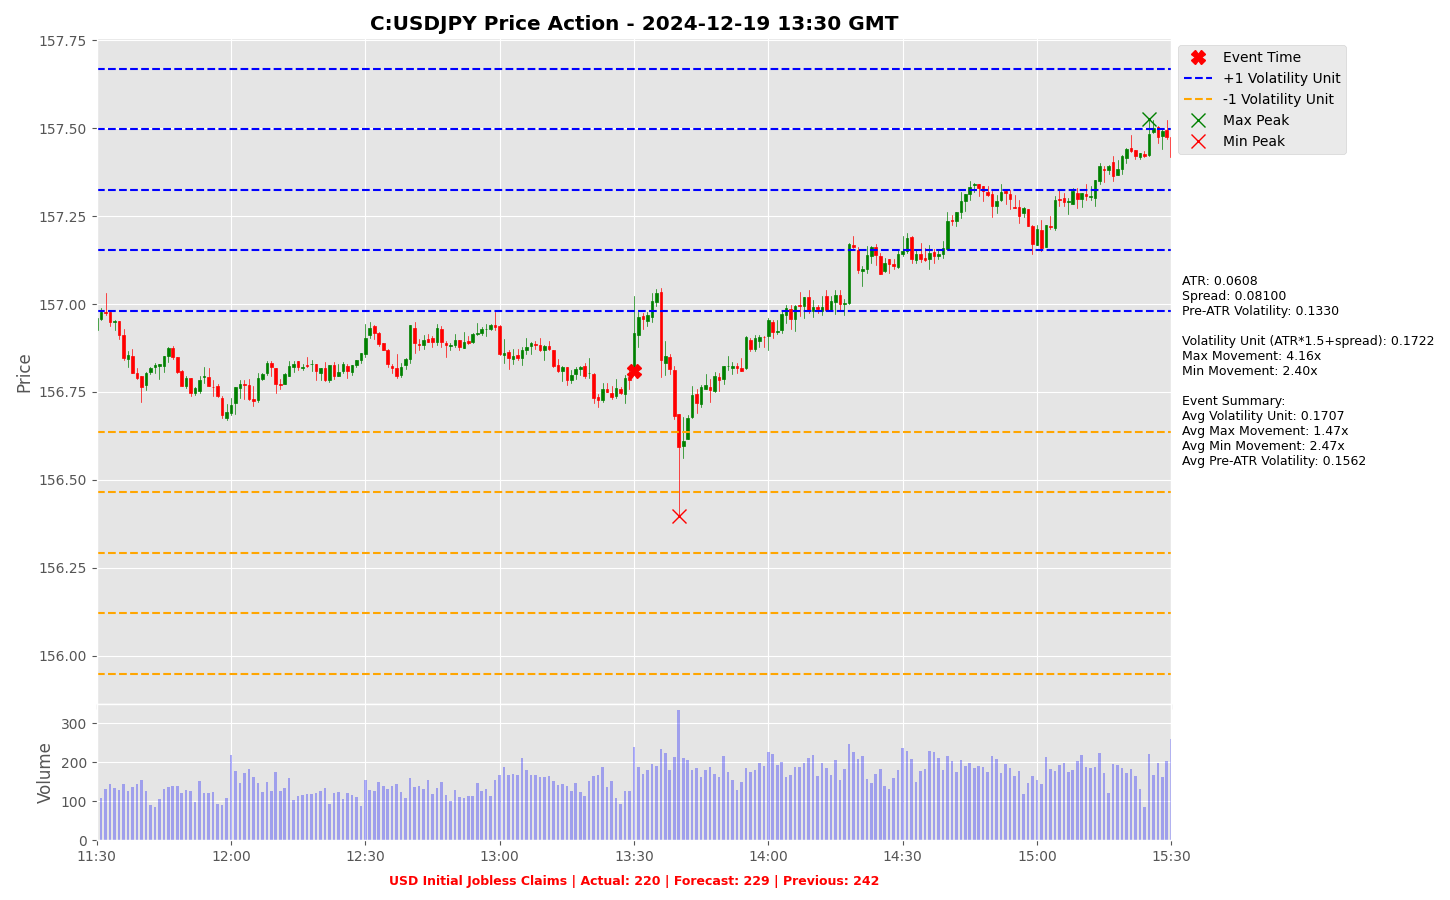 C:USDJPY Price Action - 2024-12-19 13:30 GMT
157.75
157.50
157.25
157.00
156.75
156.50
156.25
156.00
Price
300
200
100
0
Volume
11:30
12:00
12:30
13:00
13:30
14:00
14:30
15:00
15:30
USD Initial Jobless Claims | Actual: 220 | Forecast: 229 | Previous: 242
Event Time
+1 Volatility Unit
-1 Volatility Unit
Max Peak
Min Peak
ATR: 0.0608
Spread: 0.08100
Pre-ATR Volatility: 0.1330
Volatility Unit (ATR*1.5+spread): 0.1722
Max Movement: 4.16x
Min Movement: 2.40x
Event Summary:
Avg Volatility Unit: 0.1707
Avg Max Movement: 1.47x
Avg Min Movement: 2.47x
Avg Pre-ATR Volatility: 0.1562